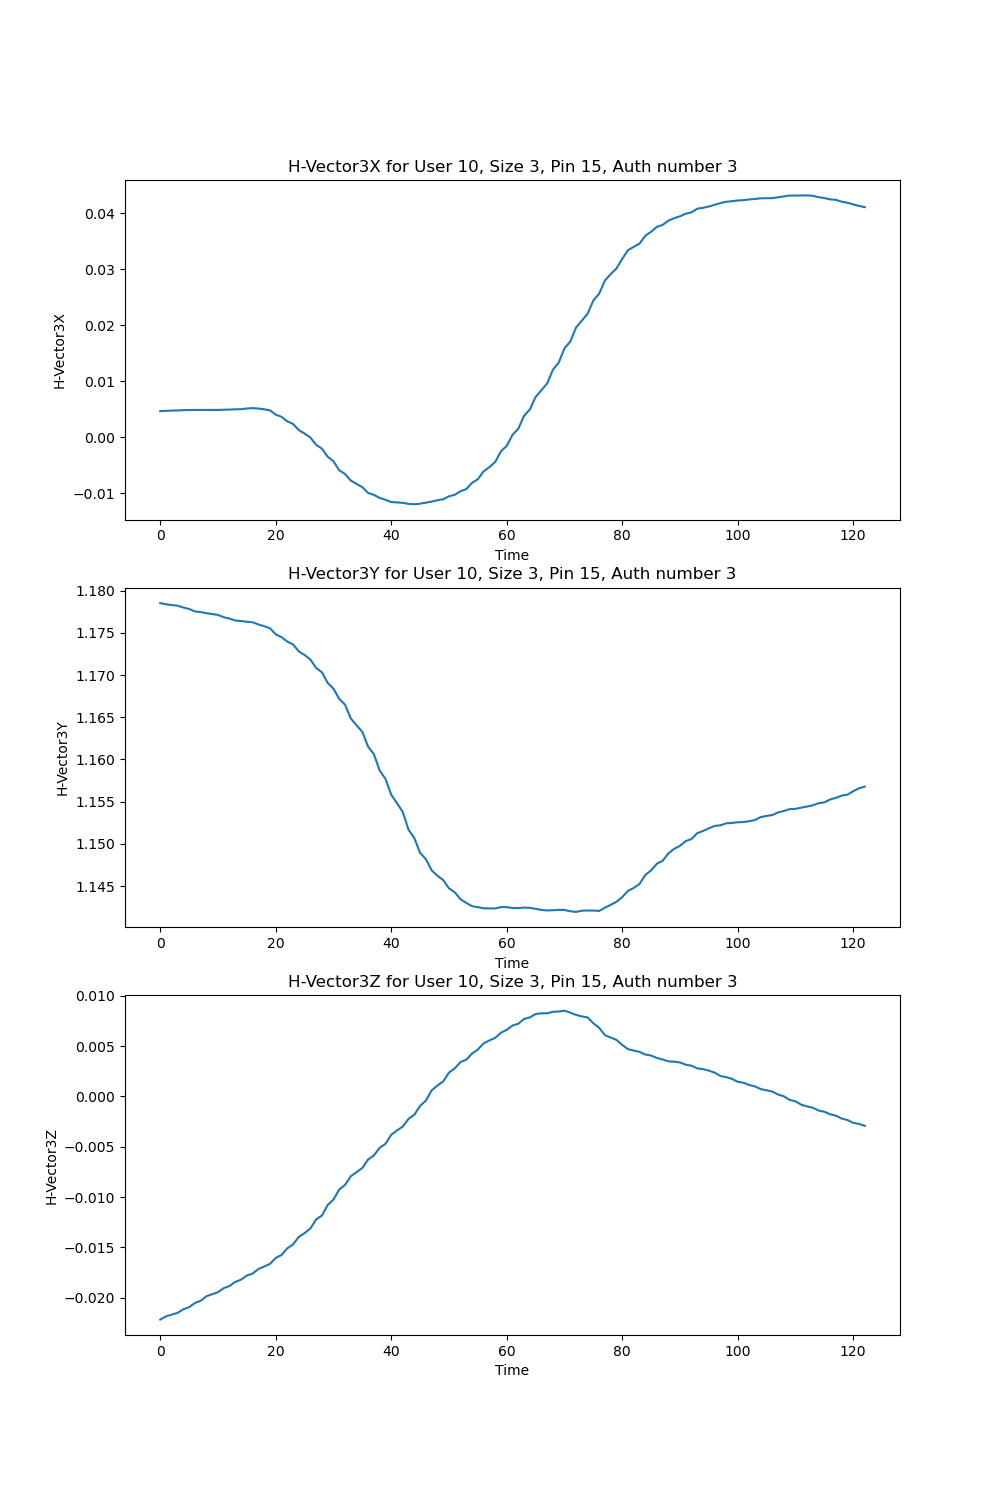 H-Vector3X for User 10, Size 3, Pin 15, Auth number 3
0.04
0.03
0.02
0.01
0.00
−0.01
H-Vector3X
0 20 40 60 80 100 120
Time
H-Vector3Y for User 10, Size 3, Pin 15, Auth number 3
1.180
1.175
1.170
1.165
1.160
1.155
1.150
1.145
H-Vector3Y
0 20 40 60 80 100 120
Time
H-Vector3Z for User 10, Size 3, Pin 15, Auth number 3
0.010
0.005
0.000
−0.005
−0.010
−0.015
−0.020
H-Vector3Z
0 20 40 60 80 100 120
Time